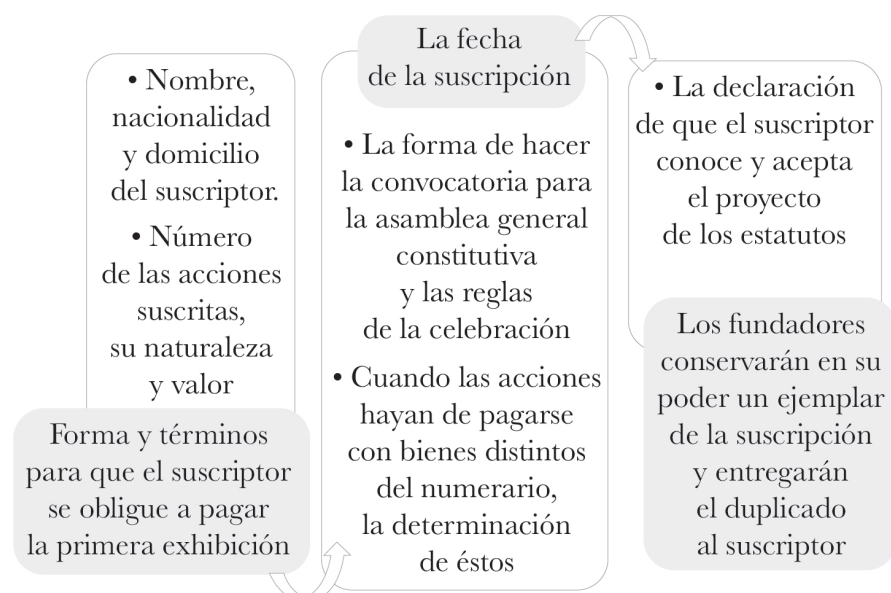 • Nombre,
nacionalidad
y domicilio
del suscriptor.
• Número
de las acciones
suscritas,
su naturaleza
y valor
Forma y términos
para que el suscriptor
se obligue a pagar
la primera exhibición
La fecha
de la suscripción
• La forma de hacer
la convocatoria para
la asamblea general
constitutiva
y las reglas
de la celebración
• Cuando las acciones
hayan de pagarse
con bienes distintos
del numerario,
la determinación
de éstos
• La declaración
de que el suscriptor
conoce y acepta
el proyecto
de los estatutos
Los fundadores
conservarán en su
poder un ejemplar
de la suscripción
y entregarán
el duplicado
al suscriptor